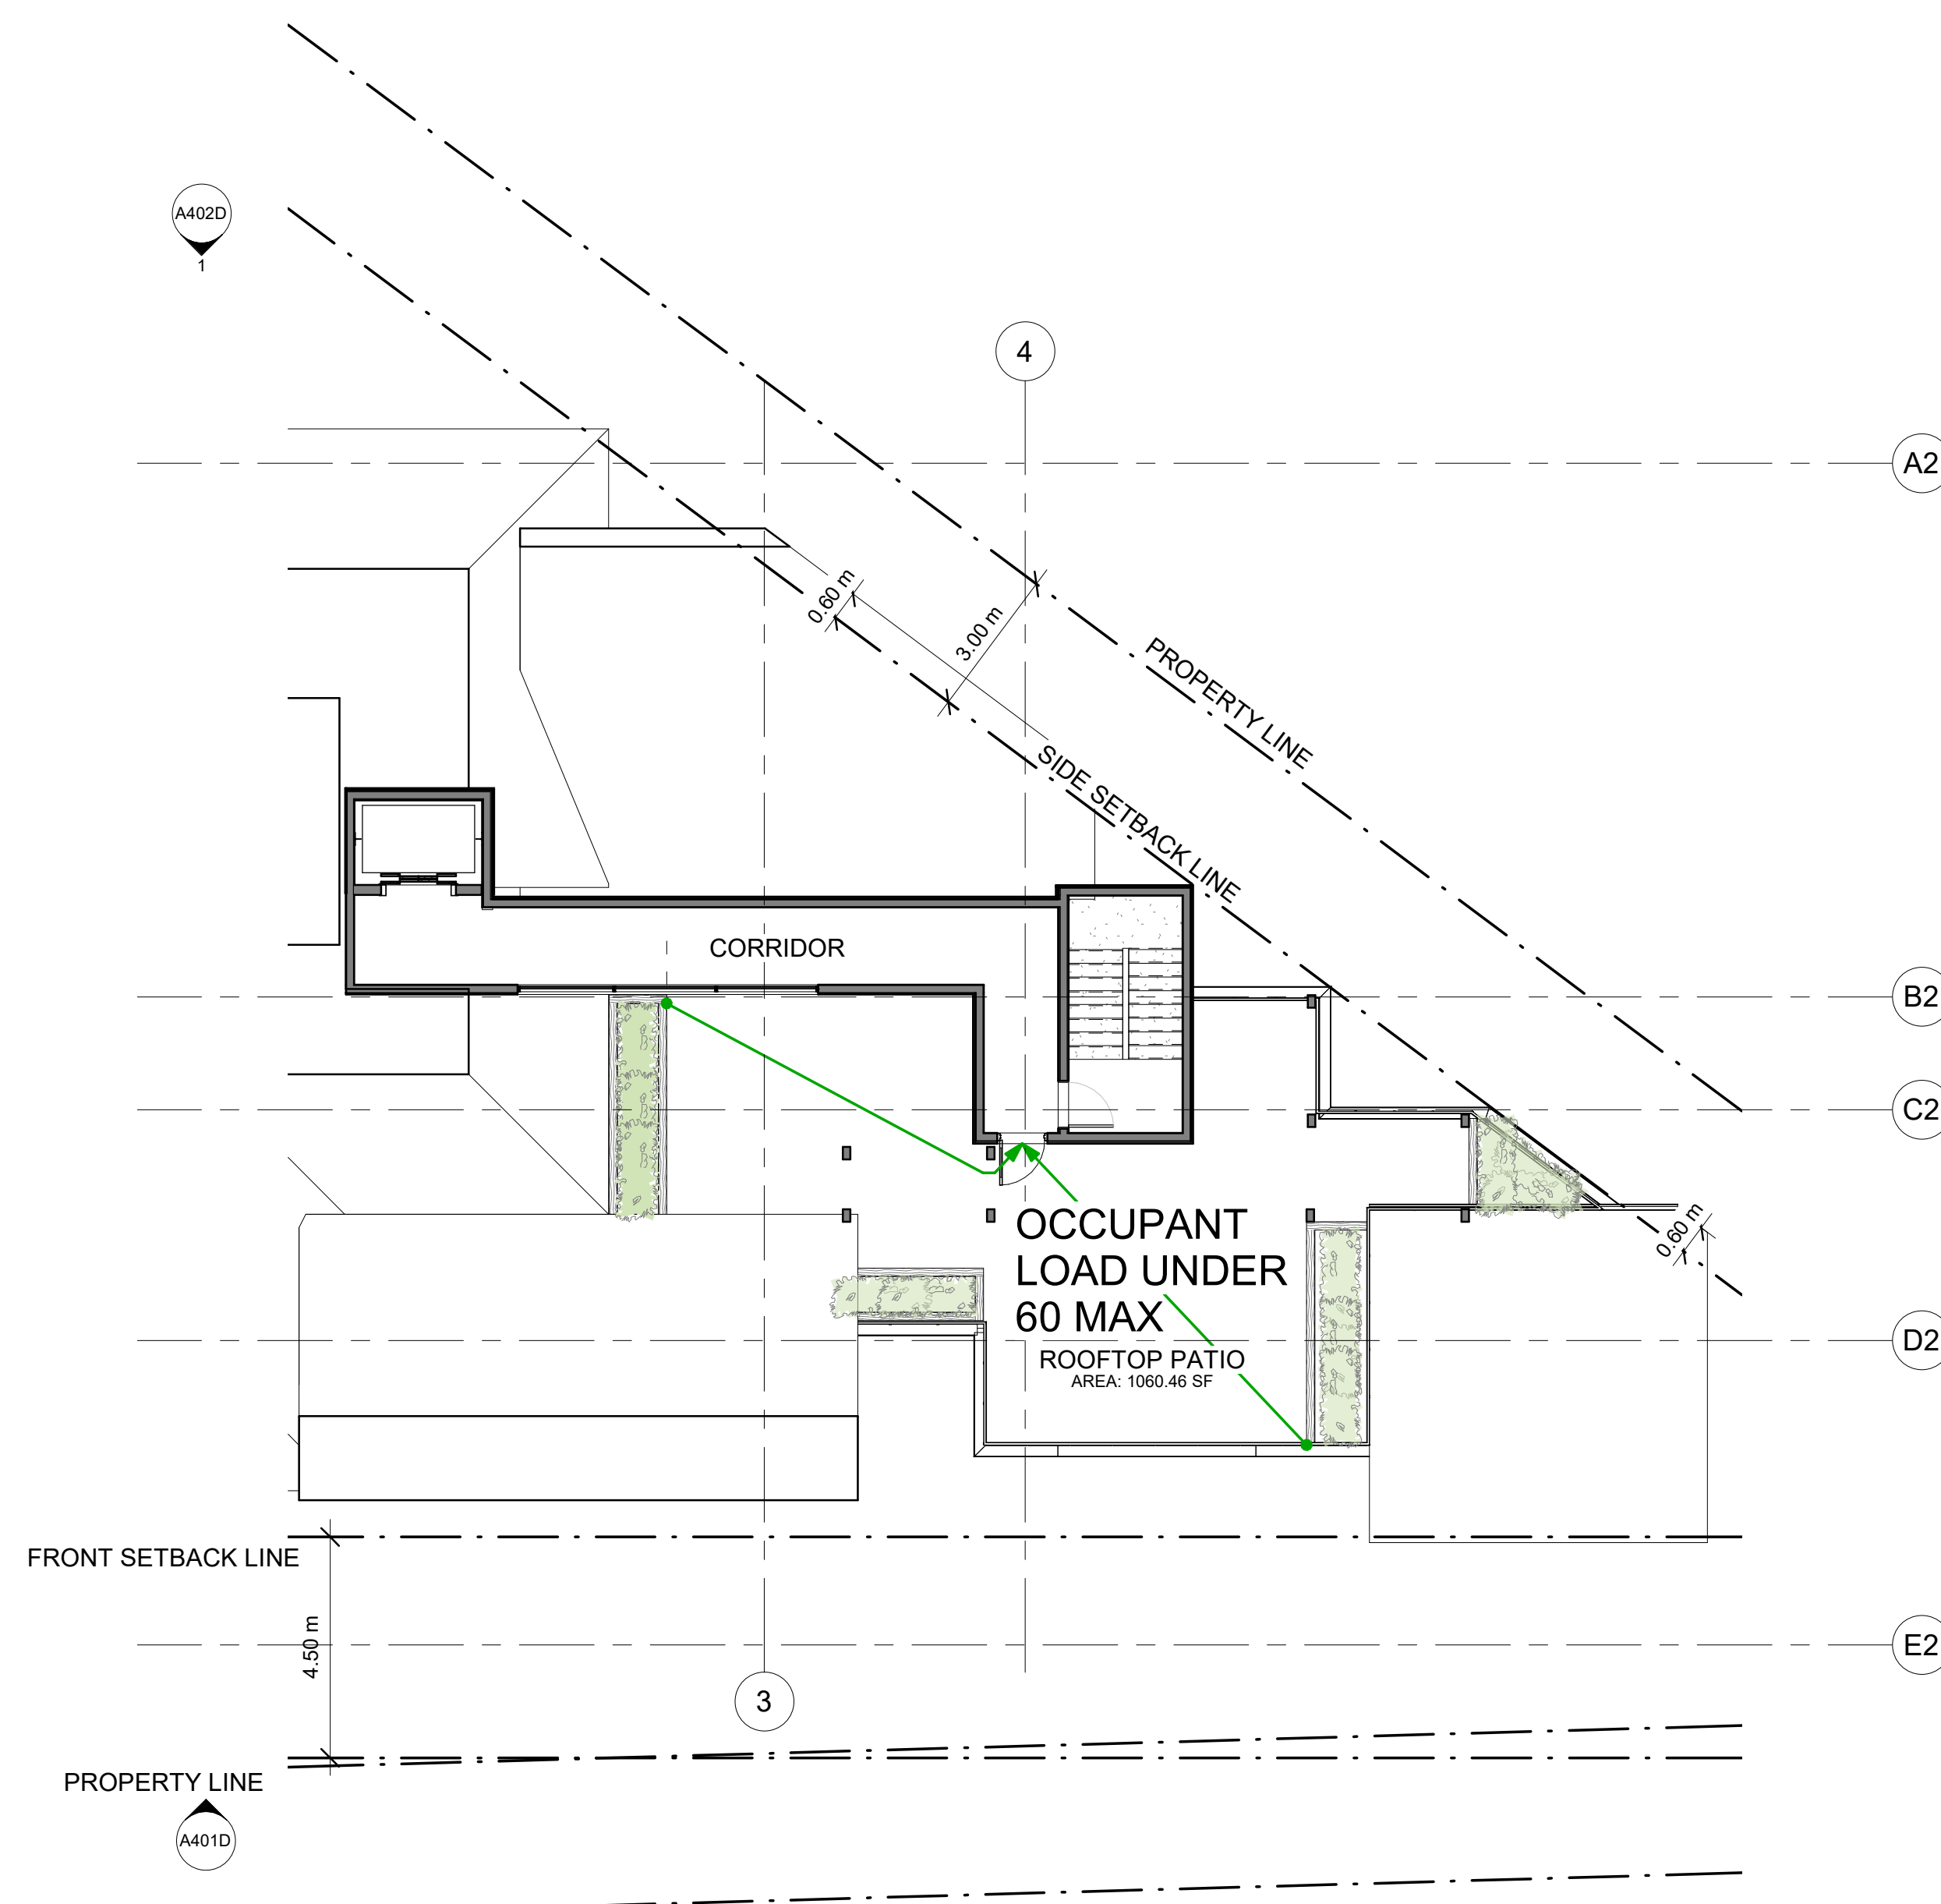 A402D
1
4
A2
0.60 m
3.00 m
PROPERTY LINE
SIDE SETBACK LINE
CORRIDOR
B2
C2
OCCUPANT
LOAD UNDER
60 MAX
0.60 m
ROOFTOP PATIO
AREA: 1060.46 SF
D2
FRONT SETBACK LINE
4.50 m
E2
3
PROPERTY LINE
A401D